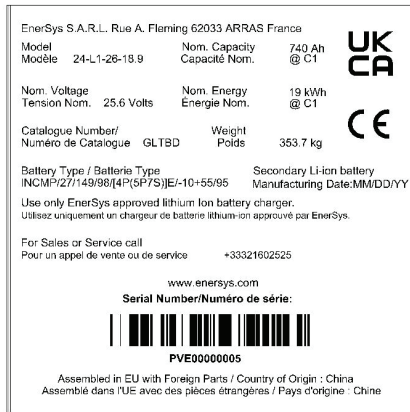 EnerSys S.A.R.L. Rue A. Fleming 62033 ARRAS France
Model Nom. Capacity 740 Ah
Modèle 24-L1-26-18.9 Capacité Nom. @ C1
UK
CA
Nom. Voltage Nom. Energy 19 kWh
Tension Nom. 25.6 Volts Énergie Nom. @ C1
CE
Catalogue Number/ Weight
Numéro de Catalogue GLTBD Poids 353.7 kg
Battery Type / Batterie Type Secondary Li-ion battery
INCMP/27/149/98/[4P(5P7S)]E/-10+55/95 Manufacturing Date:MM/DD/YY
Use only EnerSys approved lithium Ion battery charger.
Utilisez uniquement un chargeur de batterie lithium-ion approuvé par EnerSys.
For Sales or Service call
Pour un appel de vente ou de service +33321602525
www.enersys.com
Serial Number/Numéro de série:
PVE00000005
Assembled in EU with Foreign Parts / Country of Origin : China
Assemblé dans l'UE avec des pièces étrangères / Pays d'origine : Chine